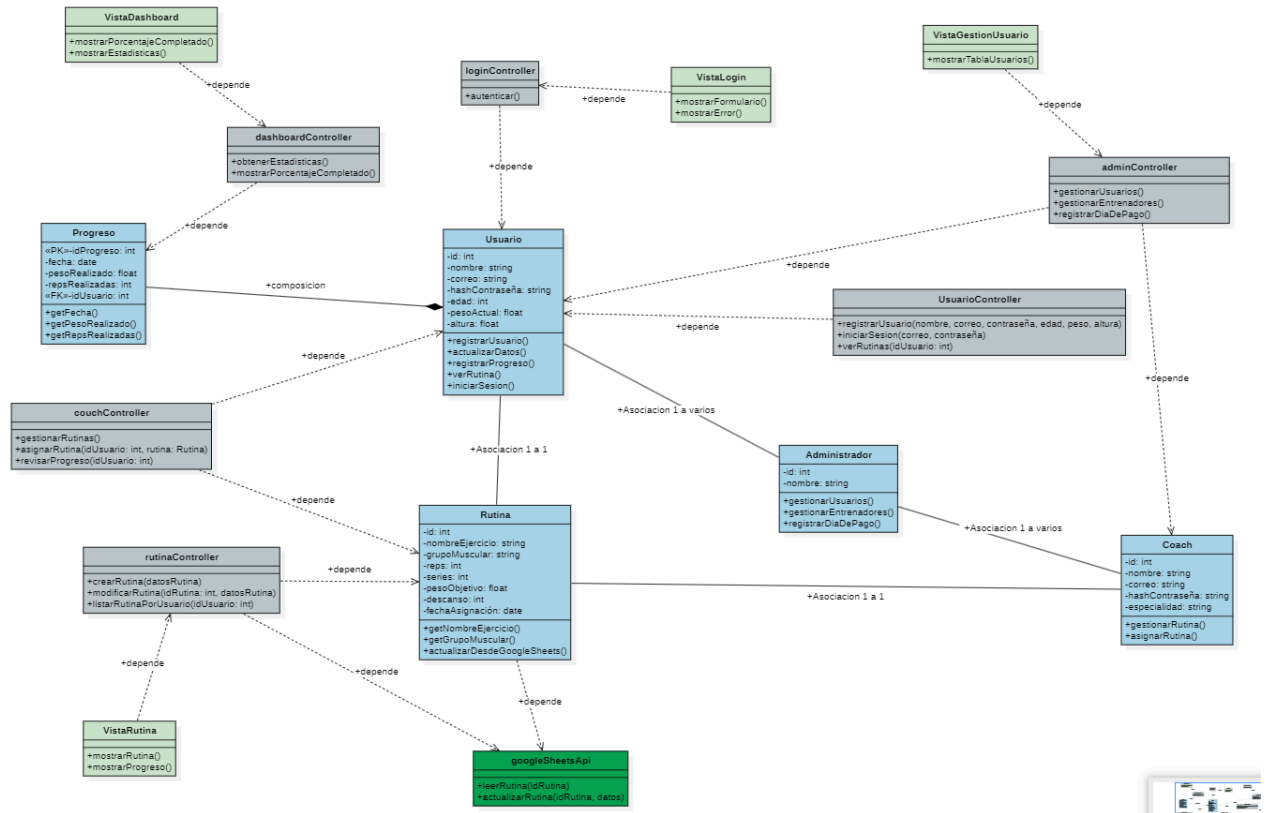 VistaDashboard
+mostrarPorcentajeCompletado()
+mostrarEstadisticas()
+depende
loginController
+autenticar()
+depende
VistaLogin
+mostrarFormulario()
+mostrarError()
VistaGestionUsuario
+mostrarTablaUsuarios()
+depende
dashboardController
+obtenerEstadisticas()
+mostrarPorcentajeCompletado()
+depende
+depende
adminController
+gestionarUsuarios()
+gestionarEntrenadores()
+registrarDiaDePago()
Progreso
«PK»-idProgreso: int
-fecha: date
-pesoRealizado: float
-repsRealizadas: int
«FK»-idUsuario: int
+getFecha()
+getPesoRealizado()
+getRepsRealizadas()
+composicion
Usuario
-id: int
-nombre: string
-correo: string
-hashContraseña: string
-edad: int
-pesoActual: float
-altura: float
+registrarUsuario()
+actualizarDatos()
+registrarProgreso()
+verRutina()
+iniciarSesion()
+depende
+depende
UsuarioController
+registrarUsuario(nombre, correo, contraseña, edad, peso, altura)
+iniciarSesion(correo, contraseña)
+verRutinas(idUsuario: int)
+depende
+depende
couchController
+gestionarRutinas()
+asignarRutina(idUsuario: int, rutina: Rutina)
+revisarProgreso(idUsuario: int)
+Asociacion 1 a varios
+Asociacion 1 a 1
Administrador
-id: int
-nombre: string
+gestionarUsuarios()
+gestionarEntrenadores()
+registrarDiaDePago()
+depende
+Asociacion 1 a varios
Rutina
-id: int
-nombreEjercicio: string
-grupoMuscular: string
-reps: int
-series: int
-pesoObjetivo: float
-descanso: int
-fechaAsignación: date
+getNombreEjercicio()
+getGrupoMuscular()
+actualizarDesdeGoogleSheets()
Coach
-id: int
-nombre: string
-correo: string
-hashContraseña: string
-especialidad: string
+gestionarRutina()
+asignarRutina()
rutinaController
+crearRutina(datosRutina)
+modificarRutina(idRutina: int, datosRutina)
+listarRutinaPorUsuario(idUsuario: int)
+depende
+Asociacion 1 a 1
+depende
+depende
+depende
VistaRutina
+mostrarRutina()
+mostrarProgreso()
googleSheetsApi
+leerRutina(idRutina)
+actualizarRutina(idRutina, datos)